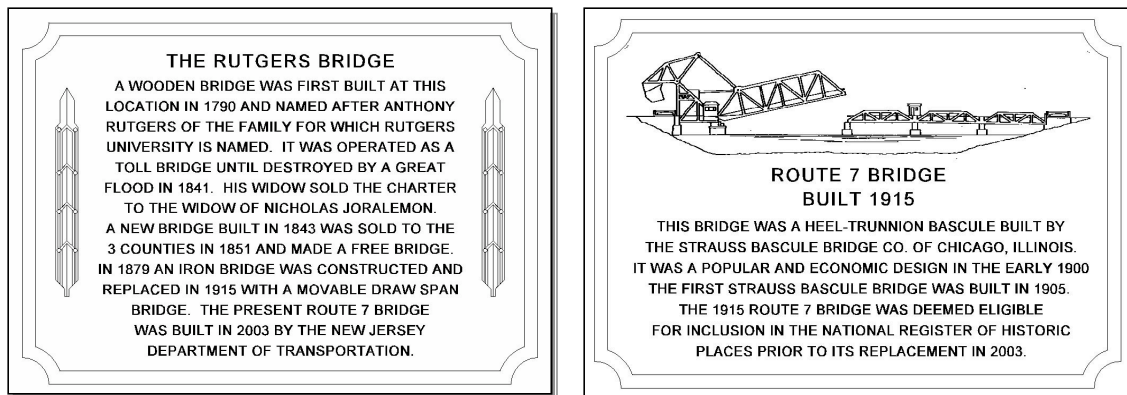 THE RUTGERS BRIDGE
A WOODEN BRIDGE WAS FIRST BUILT AT THIS
LOCATION IN 1790 AND NAMED AFTER ANTHONY
RUTGERS OF THE FAMILY FOR WHICH RUTGERS
UNIVERSITY IS NAMED. IT WAS OPERATED AS A
TOLL BRIDGE UNTIL DESTROYED BY A GREAT
FLOOD IN 1841. HIS WIDOW SOLD THE CHARTER
TO THE WIDOW OF NICHOLAS JORALEMON.
A NEW BRIDGE BUILT IN 1843 WAS SOLD TO THE
3 COUNTIES IN 1851 AND MADE A FREE BRIDGE.
IN 1879 AN IRON BRIDGE WAS CONSTRUCTED AND
REPLACED IN 1915 WITH A MOVABLE DRAW SPAN
BRIDGE. THE PRESENT ROUTE 7 BRIDGE
WAS BUILT IN 2003 BY THE NEW JERSEY
DEPARTMENT OF TRANSPORTATION.
ROUTE 7 BRIDGE
BUILT 1915
THIS BRIDGE WAS A HEEL-TRUNNION BASCULE BUILT BY
THE STRAUSS BASCULE BRIDGE CO. OF CHICAGO, ILLINOIS.
IT WAS A POPULAR AND ECONOMIC DESIGN IN THE EARLY 1900
THE FIRST STRAUSS BASCULE BRIDGE WAS BUILT IN 1905.
THE 1915 ROUTE 7 BRIDGE WAS DEEMED ELIGIBLE
FOR INCLUSION IN THE NATIONAL REGISTER OF HISTORIC
PLACES PRIOR TO ITS REPLACEMENT IN 2003.